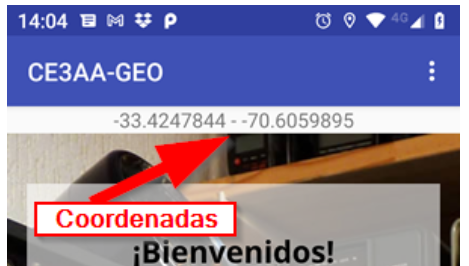 14:04
4G
CE3AA-GEO
-33.4247844 - -70.6059895
Coordenadas
¡Bienvenidos!